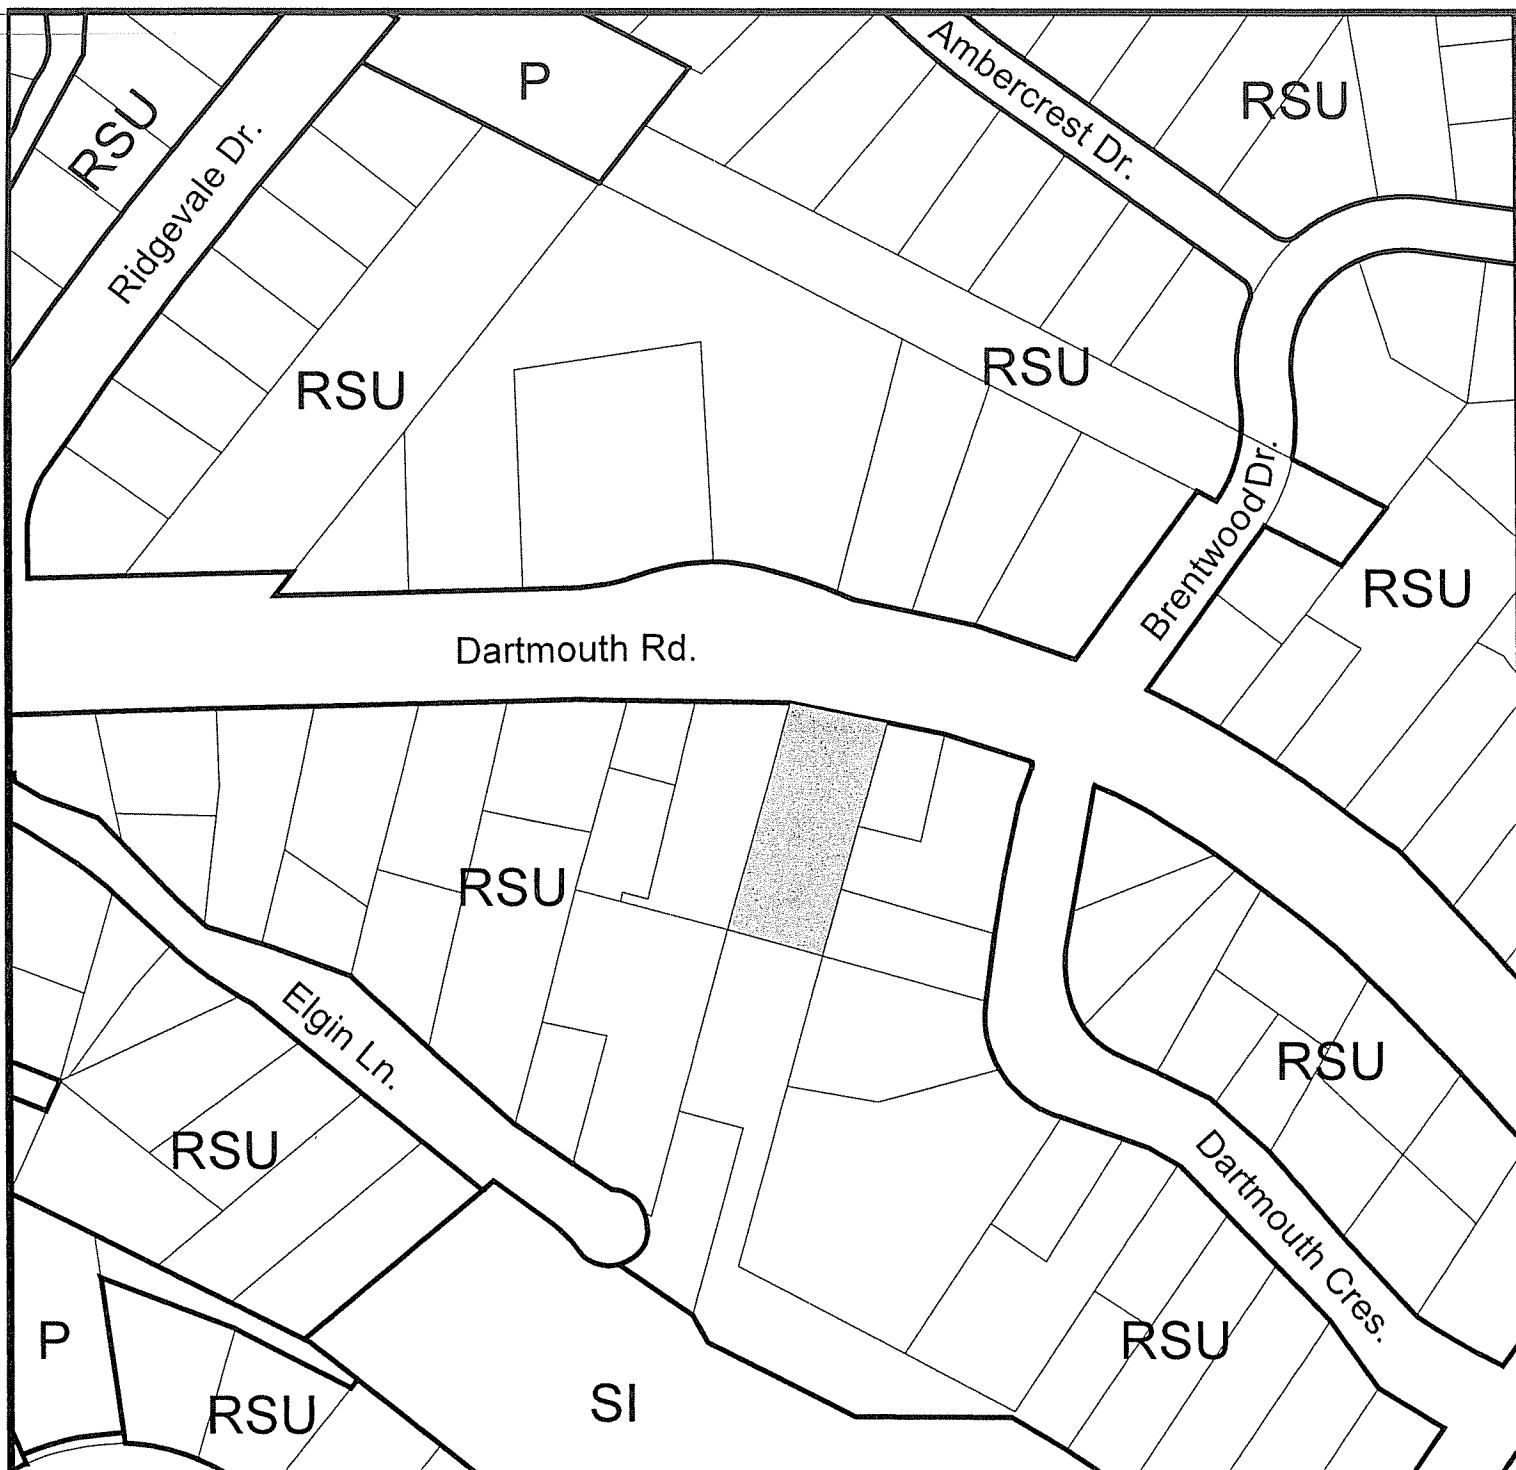 P
Ambercrest Dr.
RSU
RSU
Ridgevale Dr.
RSU
RSU
Brentwood Dr.
RSU
Dartmouth Rd.
RSU
Elgin Ln.
RSU
RSU
Dartmouth Cres.
P
RSU
RSU
SI